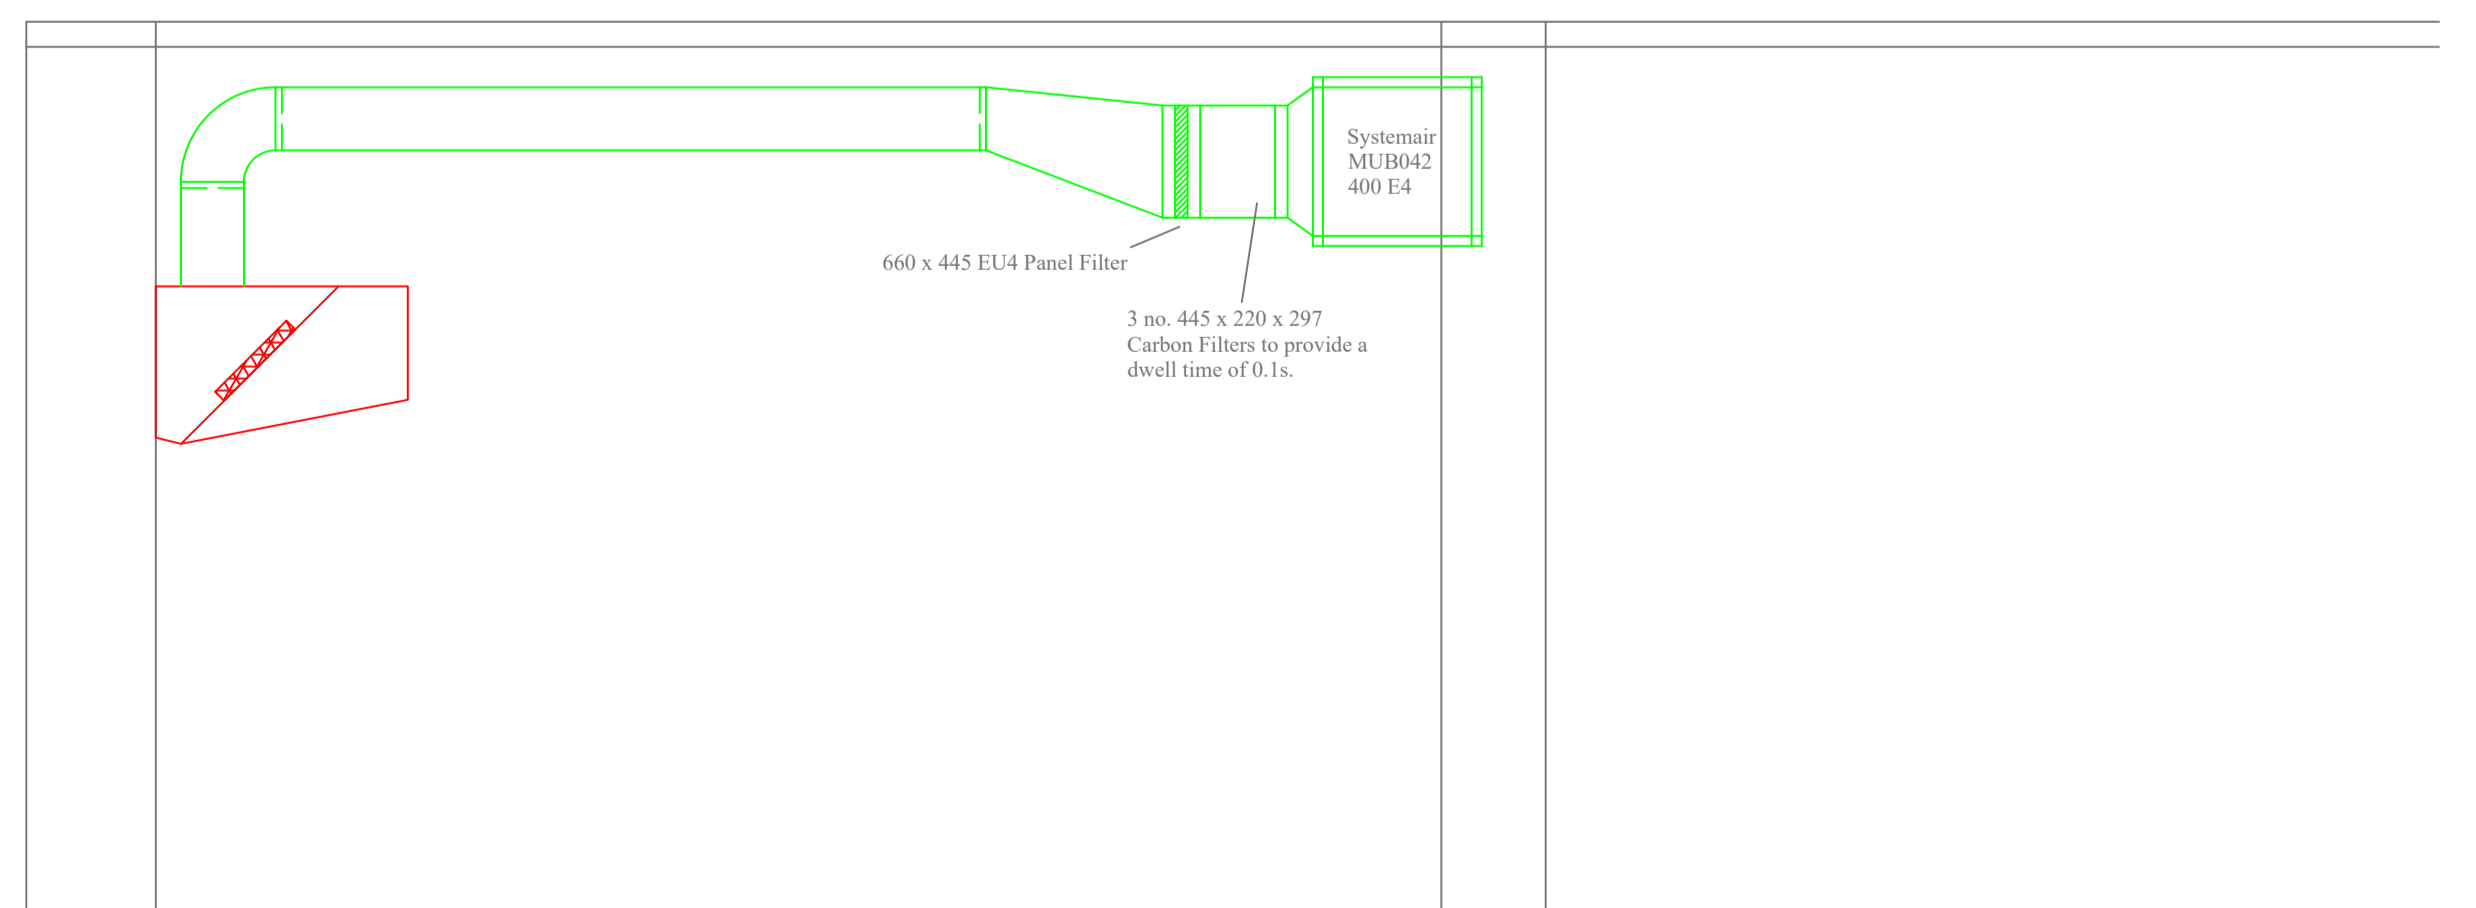 Systemair
MUB042
400 E4
660 x 445 EU4 Panel Filter
3 no. 445 x 220 x 297
Carbon Filters to provide a
dwell time of 0.1s.